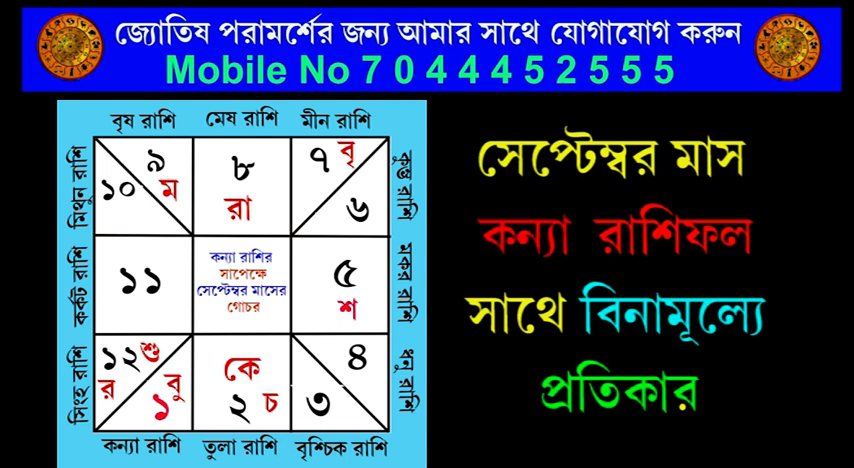 জ্যোতিষ পরামর্শের জন্য আমার সাথে যোগাযোগ করুন
Mobile No 7 0 4 4 4 5 2 5 5 5
বৃষ রাশি মেষ রাশি মীন রাশি
মিথুন রাশি
৯
১০ ম
৮
রা
৭ বৃ
৬
কুম্ভ রাশি
কর্কট রাশি
১১
কন্যা রাশির
সাপেক্ষে
সেপ্টেম্বর মাসের
গোচর
৫
শ
মকর রাশি
সিংহ রাশি
১২ শু
র বু
১
কে
২ চ
৪
৩
ধনু রাশি
কন্যা রাশি তুলা রাশি বৃশ্চিক রাশি
সেপ্টেম্বর মাস
কন্যা রাশিফল
সাথে বিনামূল্যে
প্রতিকার